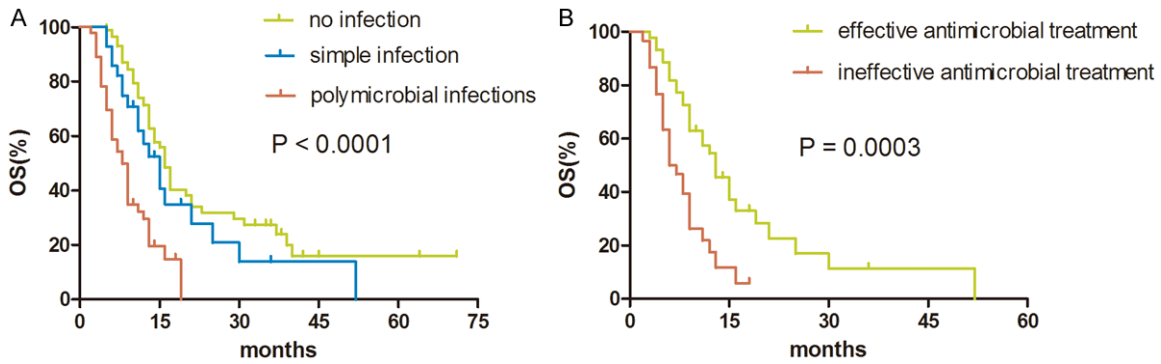 A
no infection
simple infection
polymicrobial infections
P < 0.0001
OS(%)
100
80
60
40
20
0
0 15 30 45 60 75
months
B
effective antimicrobial treatment
ineffective antimicrobial treatment
P = 0.0003
OS(%)
100
80
60
40
20
0
0 15 30 45 60
months